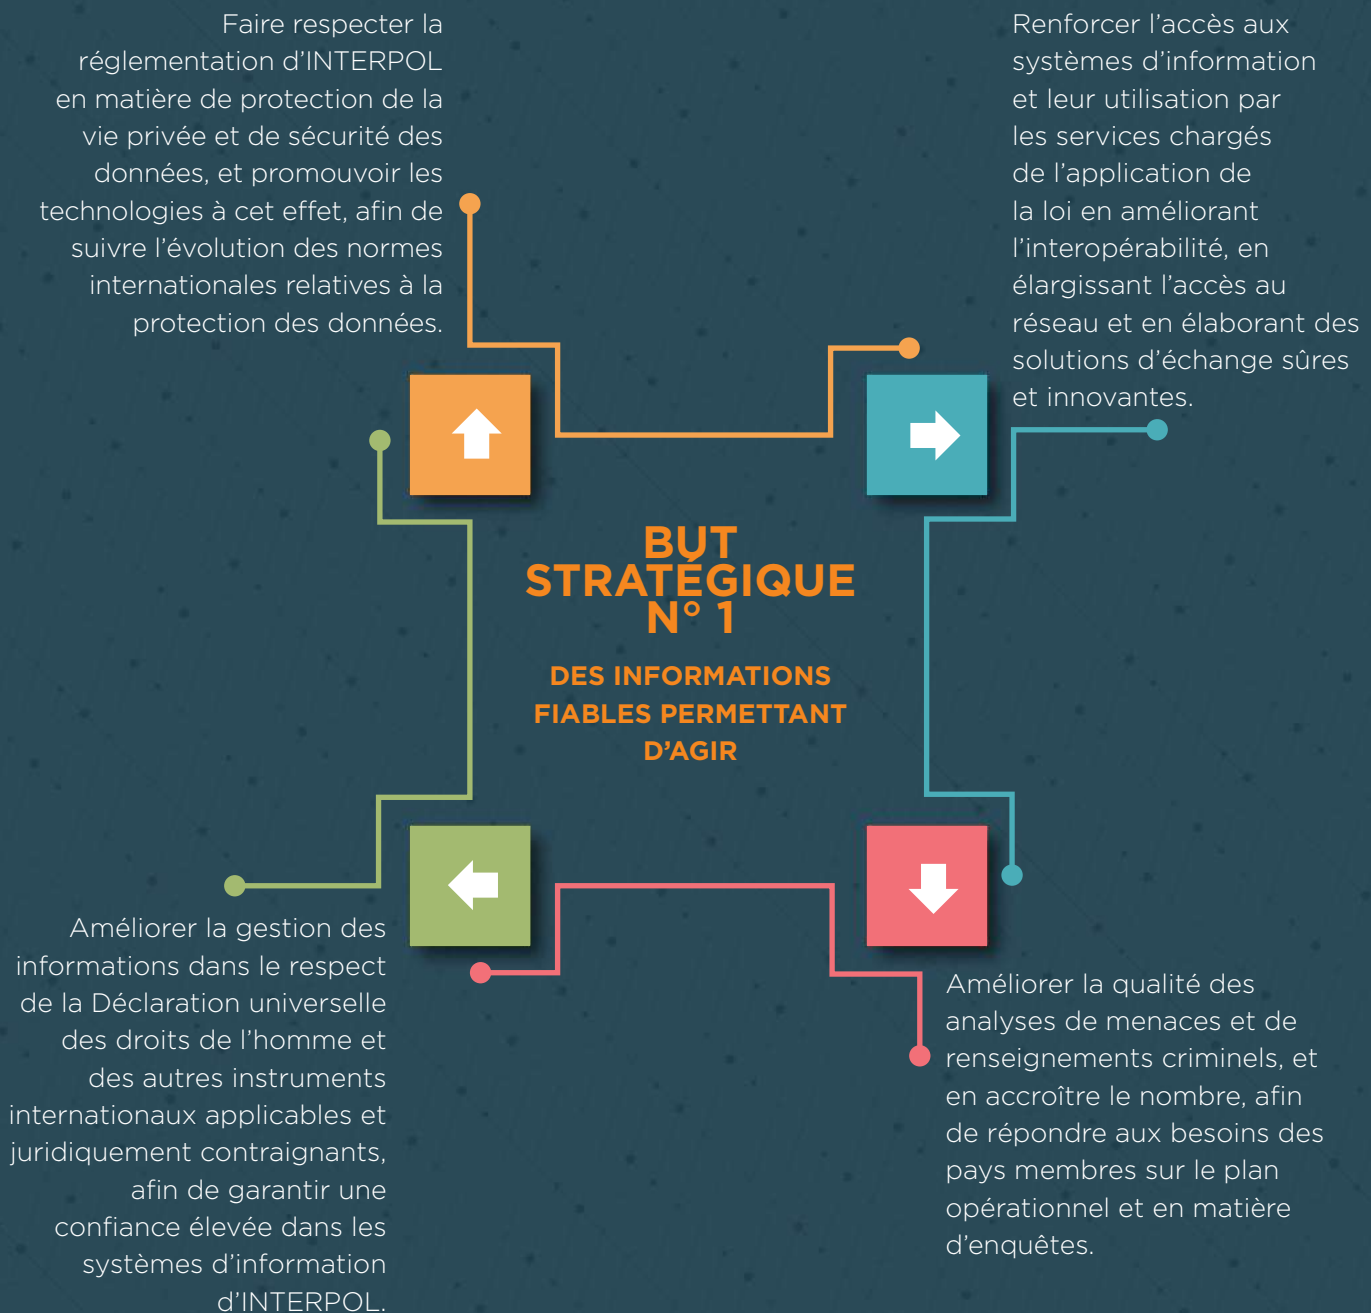 Faire respecter la
réglementation d’INTERPOL
en matière de protection de la
vie privée et de sécurité des
données, et promouvoir les
technologies à cet effet, afin de
suivre l’évolution des normes
internationales relatives à la
protection des données.
Renforcer l’accès aux
systèmes d’information
et leur utilisation par
les services chargés
de l’application de
la loi en améliorant
l’interopérabilité, en
élargissant l’accès au
réseau et en élaborant des
solutions d’échange sûres
et innovantes.
BUT
STRATÉGIQUE
N° 1
DES INFORMATIONS
FIABLES PERMETTANT
D’AGIR
Améliorer la gestion des
informations dans le respect
de la Déclaration universelle
des droits de l’homme et
des autres instruments
internationaux applicables et
juridiquement contraignants,
afin de garantir une
confiance élevée dans les
systèmes d’information
d’INTERPOL.
Améliorer la qualité des
analyses de menaces et de
renseignements criminels, et
en accroître le nombre, afin
de répondre aux besoins des
pays membres sur le plan
opérationnel et en matière
d’enquêtes.